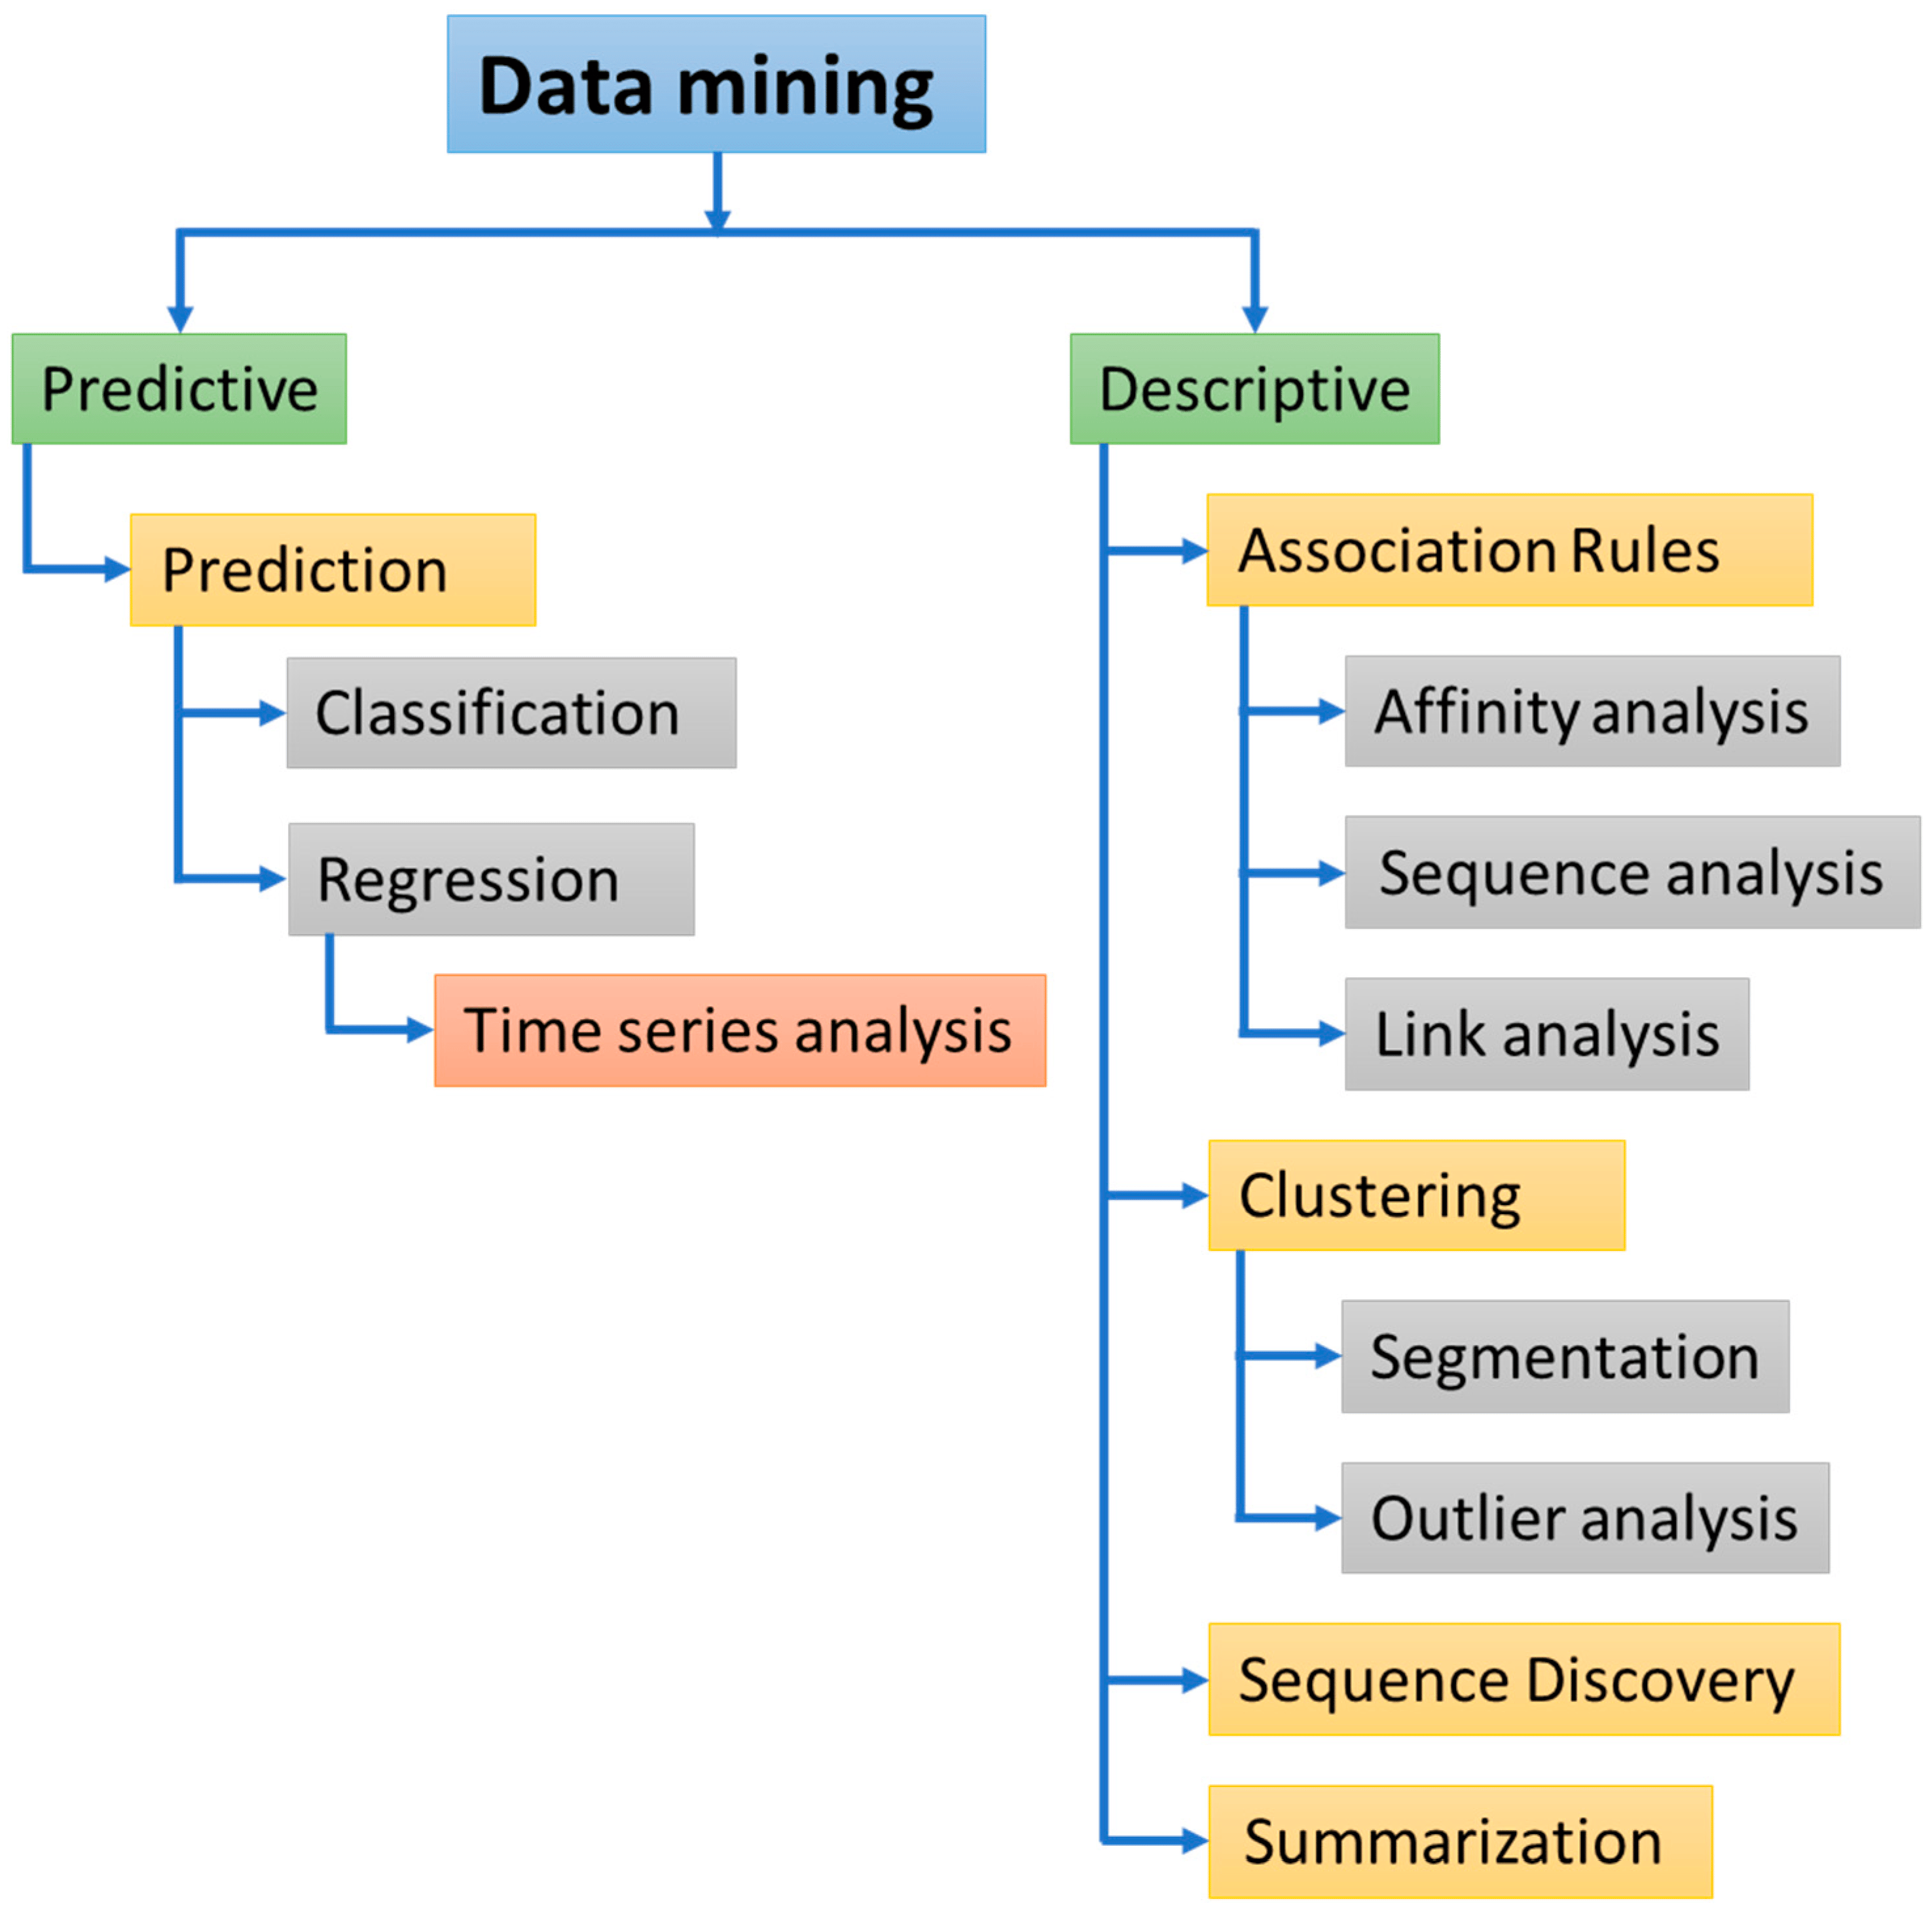 Data mining
Predictive
Prediction
Classification
Regression
Time series analysis
Descriptive
Association Rules
Affinity analysis
Sequence analysis
Link analysis
Clustering
Segmentation
Outlier analysis
Sequence Discovery
Summarization